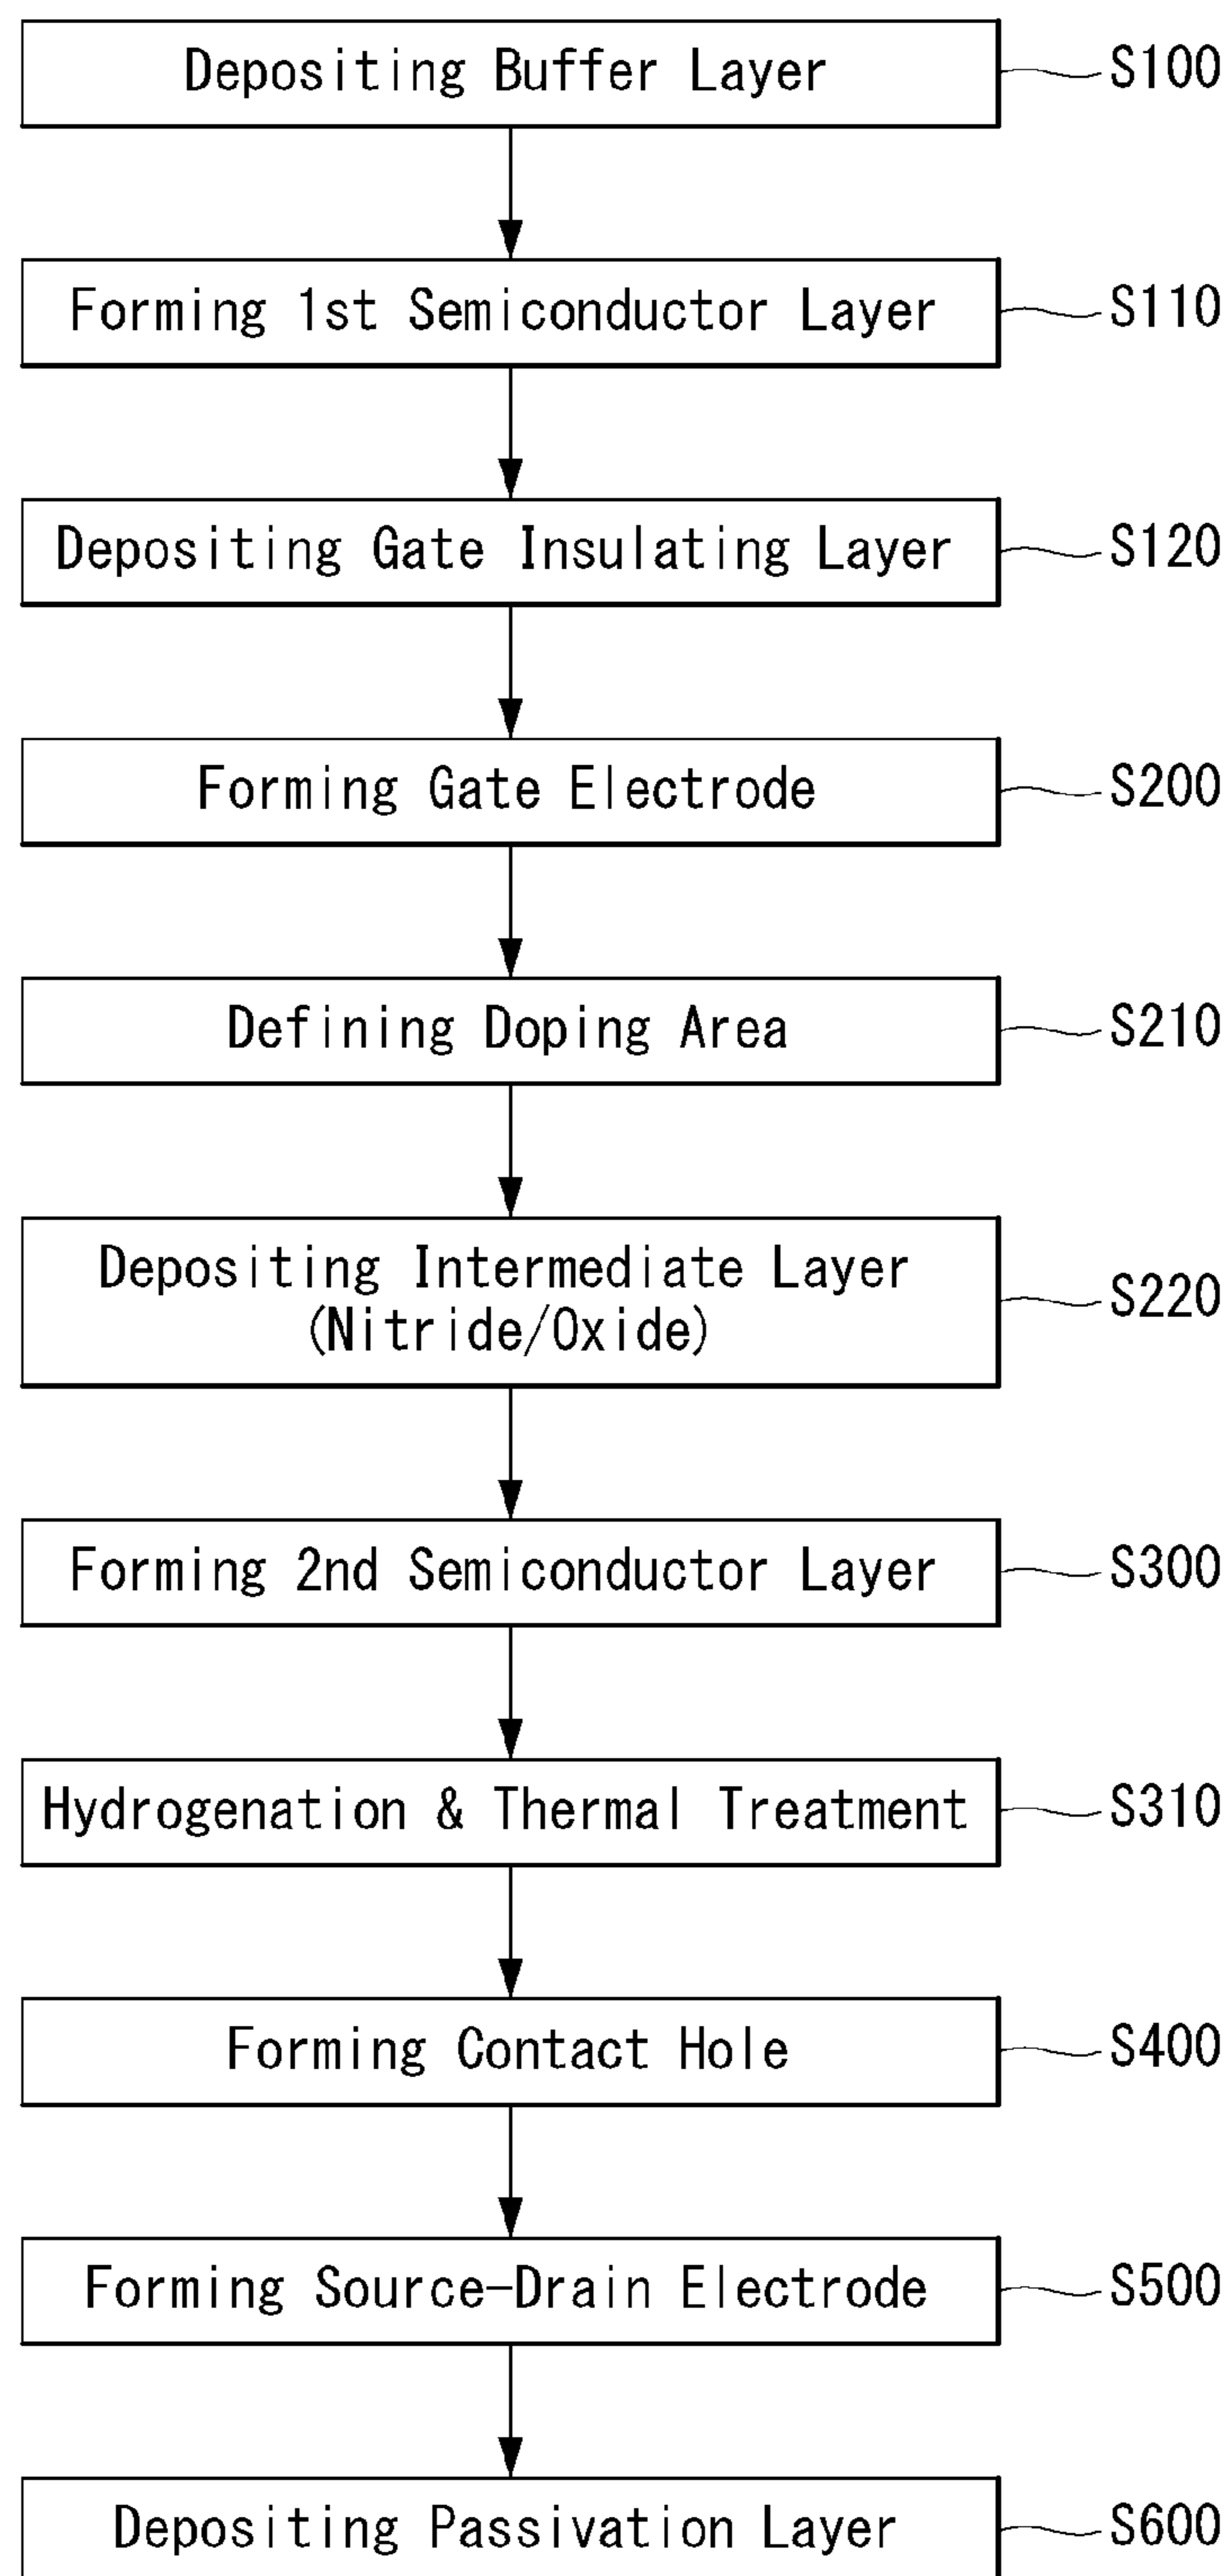 Depositing Buffer Layer S100
Forming 1st Semiconductor Layer S110
Depositing Gate Insulating Layer S120
Forming Gate Electrode S200
Defining Doping Area S210
Depositing Intermediate Layer
(Nitride/Oxide) S220
Forming 2nd Semiconductor Layer S300
Hydrogenation & Thermal Treatment S310
Forming Contact Hole S400
Forming Source-Drain Electrode S500
Depositing Passivation Layer S600